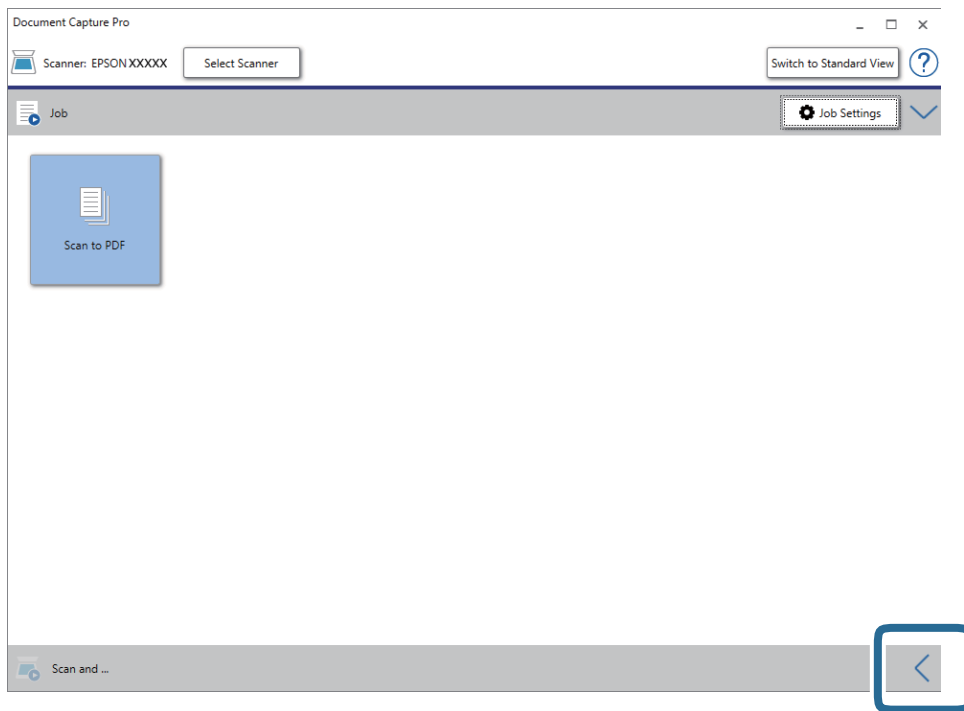 Document Capture Pro
Scanner: EPSON XXXXX Select Scanner Switch to Standard View ?
Job Job Settings
Scan to PDF
Scan and ...